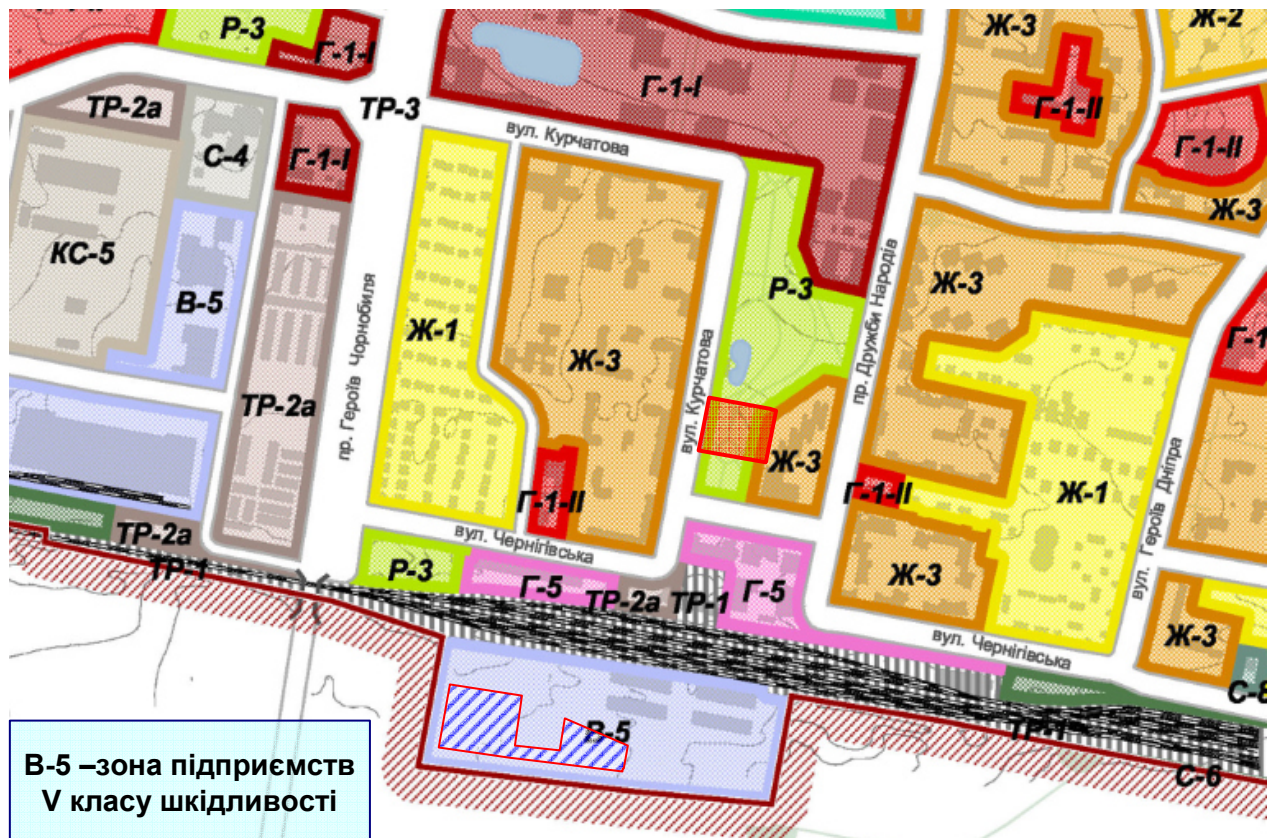 Р-3
Г-1-І
Г-1-І
Ж-3
Ж-2
ТР-2а
ТР-3
С-4
Г-1-І
Г-1-ІІ
Г-1-ІІ
вул. Курчатова
Ж-3
КС-5
В-5
пр. Героїв Чорнобиля
Ж-1
Ж-3
Р-3
пр. Дружби Народів
Ж-3
ТР-2а
вул. Курчатова
Ж-3
Г-1-ІІ
Г-1-ІІ
Ж-1
вул. Героїв Дніпра
ТР-2а
ТР-1
вул. Чернігівська
Р-3
Г-5
ТР-2а
ТР-1
Г-5
Ж-3
вул. Чернігівська
Ж-3
С-8
В-5
ТР-1
С-6
В-5 –зона підприємств
V класу шкідливості